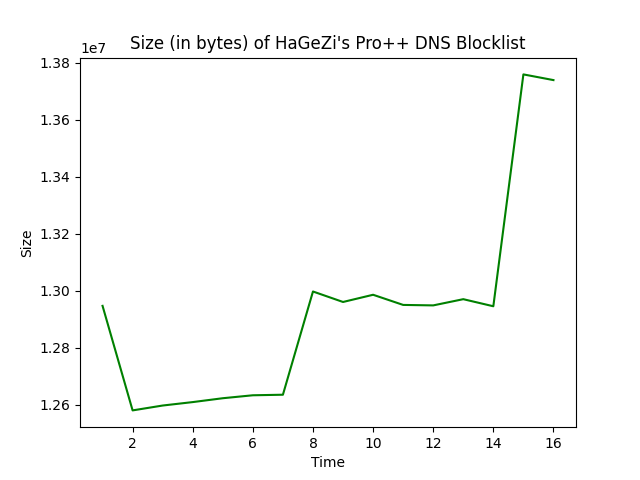 Size (in bytes) of HaGeZi's Pro++ DNS Blocklist
1e7
1.38
1.36
1.34
1.32
1.30
1.28
1.26
Size
2 4 6 8 10 12 14 16
Time